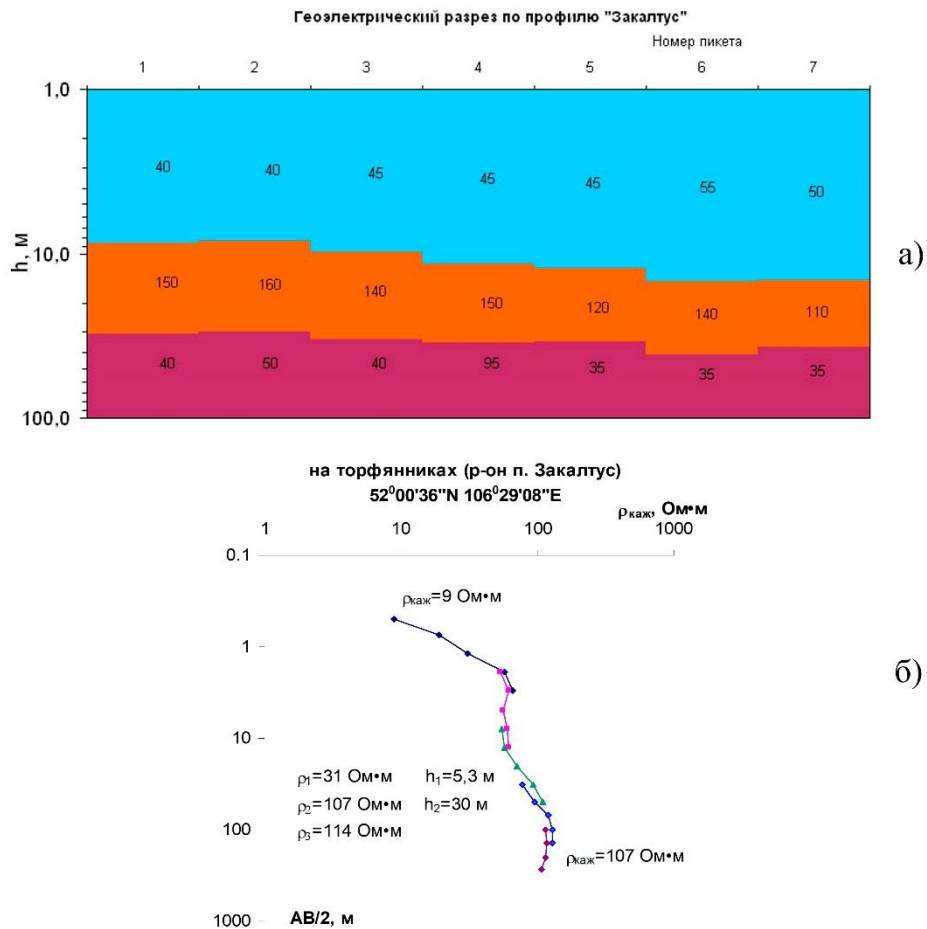 Геоэлектрический разрез по профилю "Закалтус"
Номер пикета
1 2 3 4 5 6 7
1,0
40 40 45 45 45 55 50
h, м
10,0
а)
150 160 140 150 120 140 110
40 50 40 95 35 35 35
100,0
на торфянниках (р-он п. Закалтус)
52⁰00'36"N 106⁰29'08"E
ρкаж, Ом•м
1 10 100 1000
0.1
ρкаж=9 Ом•м
1
б)
10
ρ1=31 Ом•м h1=5,3 м
ρ2=107 Ом•м h2=30 м
ρ3=114 Ом•м
100
ρкаж=107 Ом•м
1000 АВ/2, м